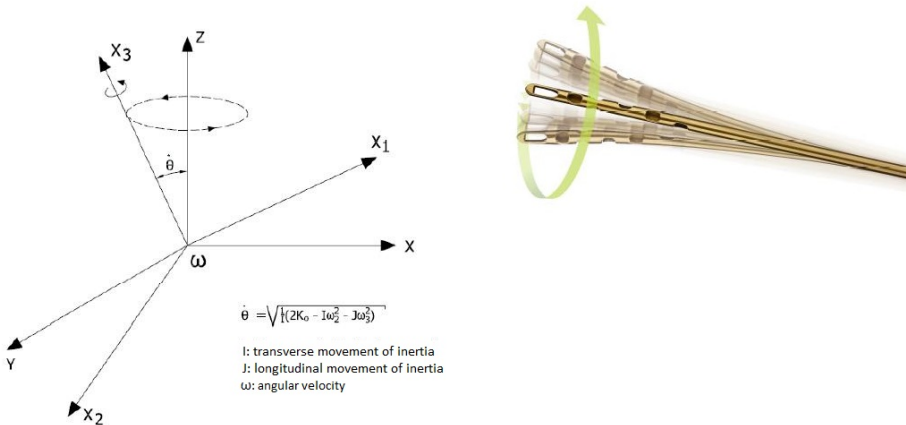 Z
X₃
X₁
θ̇
X
ω
Y
θ̇ = √(1/I(2K₀ - Iω₂² - Jω₃²))
I: transverse movement of inertia
J: longitudinal movement of inertia
ω: angular velocity
X₂